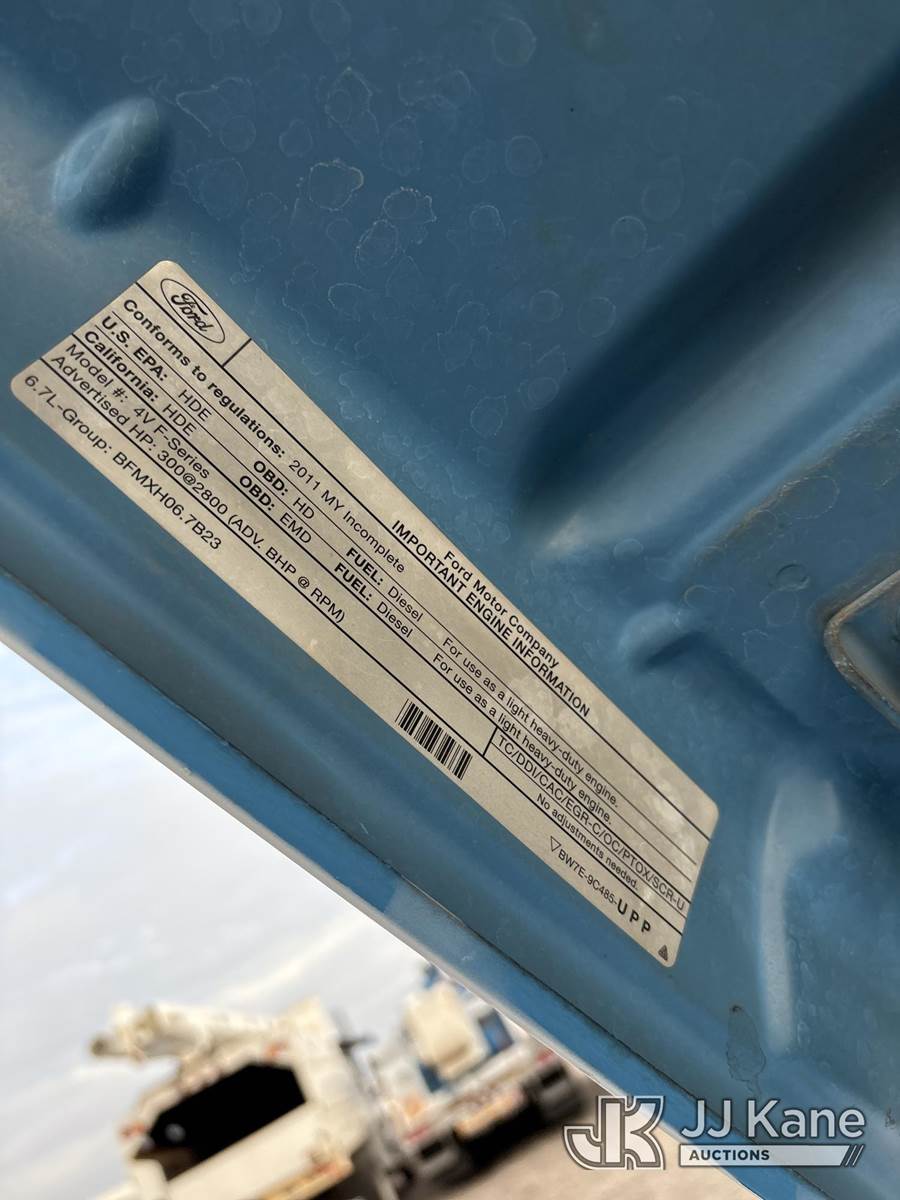 Ford
Ford Motor Company
IMPORTANT ENGINE INFORMATION
Conforms to regulations: 2011 MY Incomplete
U.S. EPA: HDE OBD: HD FUEL: Diesel For use as a light heavy-duty engine.
California: HDE OBD: EMD FUEL: Diesel For use as a light heavy-duty engine.
Model #: 4V F-Series TC/DDI/CAC/EGR-C/OC/PTOX/SCR-U
Advertised HP: 300@2800 (ADV. BHP @ RPM) No adjustments needed.
6.7L-Group: BFMXH06.7B23
BW7E-9C485-UPP
JK JJ Kane
AUCTIONS